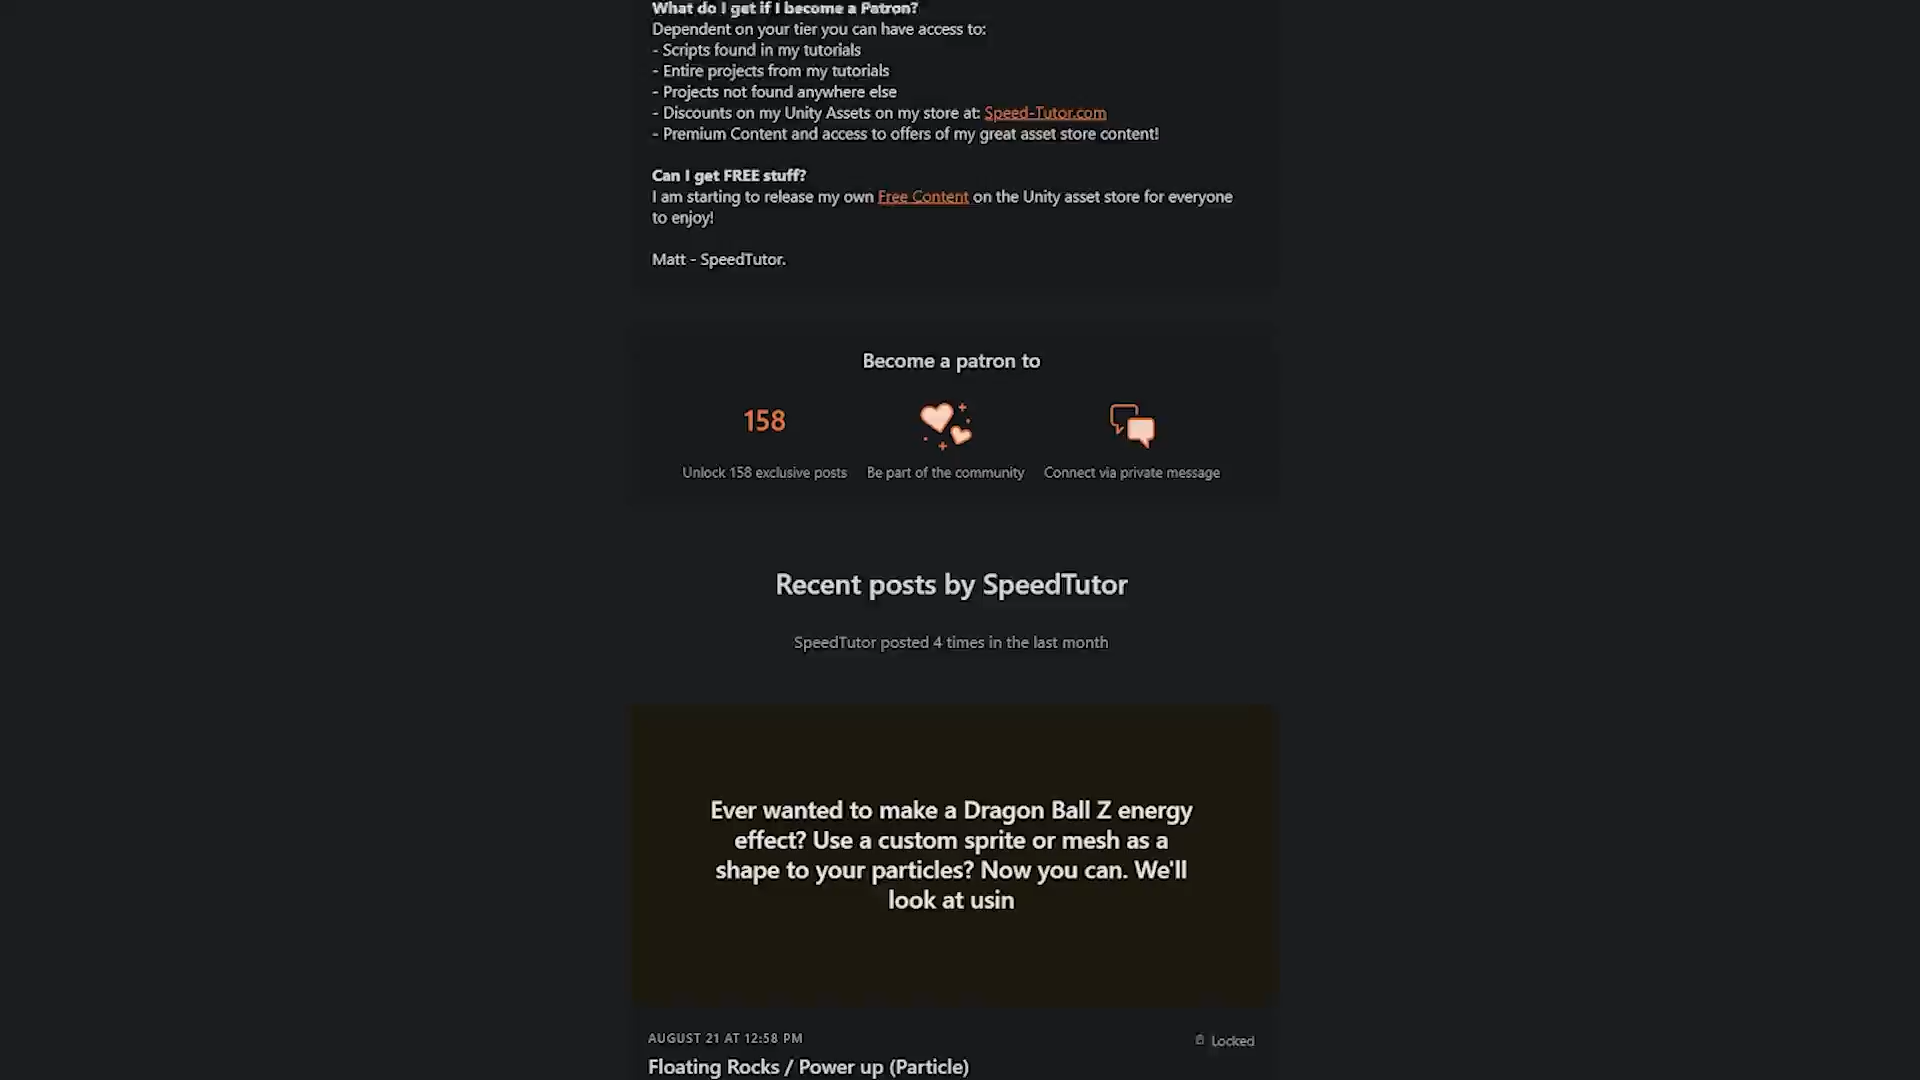 What do I get if I become a Patron?
Dependent on your tier you can have access to:
- Scripts found in my tutorials
- Entire projects from my tutorials
- Projects not found anywhere else
- Discounts on my Unity Assets on my store at: Speed-Tutor.com
- Premium Content and access to offers of my great asset store content!
Can I get FREE stuff?
I am starting to release my own Free Content on the Unity asset store for everyone
to enjoy!
Matt - SpeedTutor.
Become a patron to
158
Unlock 158 exclusive posts
Be part of the community
Connect via private message
Recent posts by SpeedTutor
SpeedTutor posted 4 times in the last month
Ever wanted to make a Dragon Ball Z energy
effect? Use a custom sprite or mesh as a
shape to your particles? Now you can. We'll
look at usin
AUGUST 21 AT 12:58 PM
Locked
Floating Rocks / Power up (Particle)